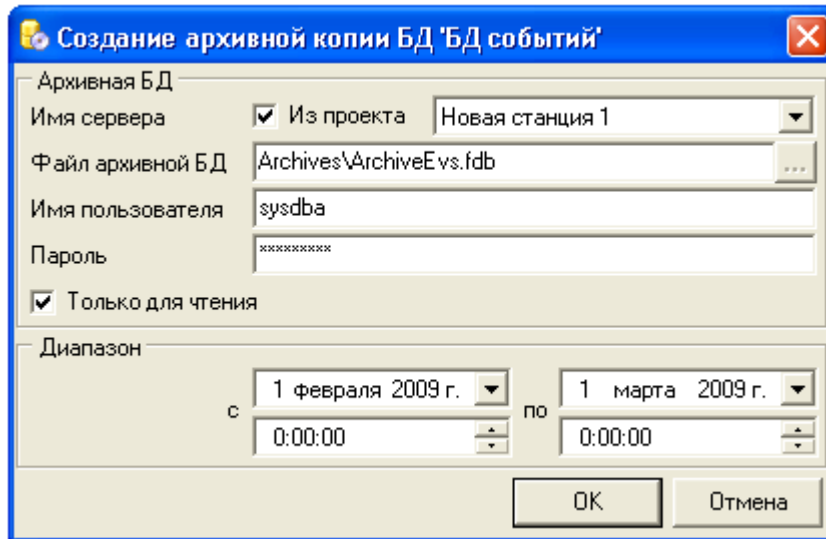 Создание архивной копии БД 'БД событий'
Архивная БД
Имя сервера Из проекта Новая станция 1
Файл архивной БД Archives\ArchiveEvs.fdb ...
Имя пользователя sysdba
Пароль *********
Только для чтения
Диапазон
с 1 февраля 2009 г. по 1 марта 2009 г.
0:00:00 0:00:00
OK Отмена